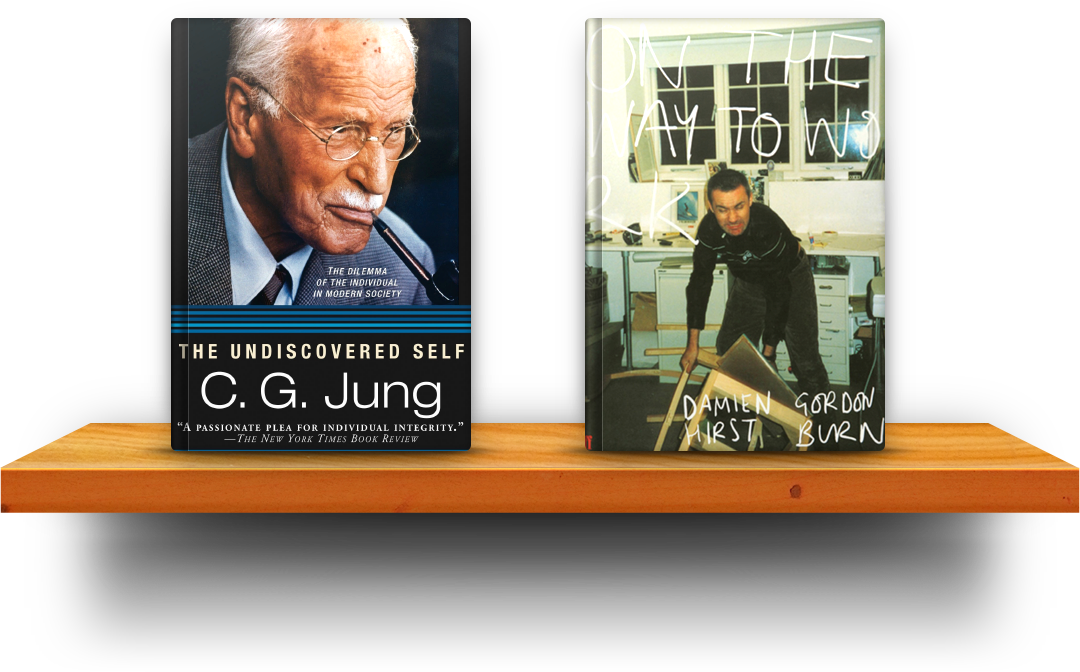 THE DILEMMA
OF THE INDIVIDUAL
IN MODERN SOCIETY
THE UNDISCOVERED SELF
C. G. Jung
“A PASSIONATE PLEA FOR INDIVIDUAL INTEGRITY.”
—THE NEW YORK TIMES BOOK REVIEW
ON THE
WAY TO WO
RK
DAMIEN GORDON
HIRST BURN